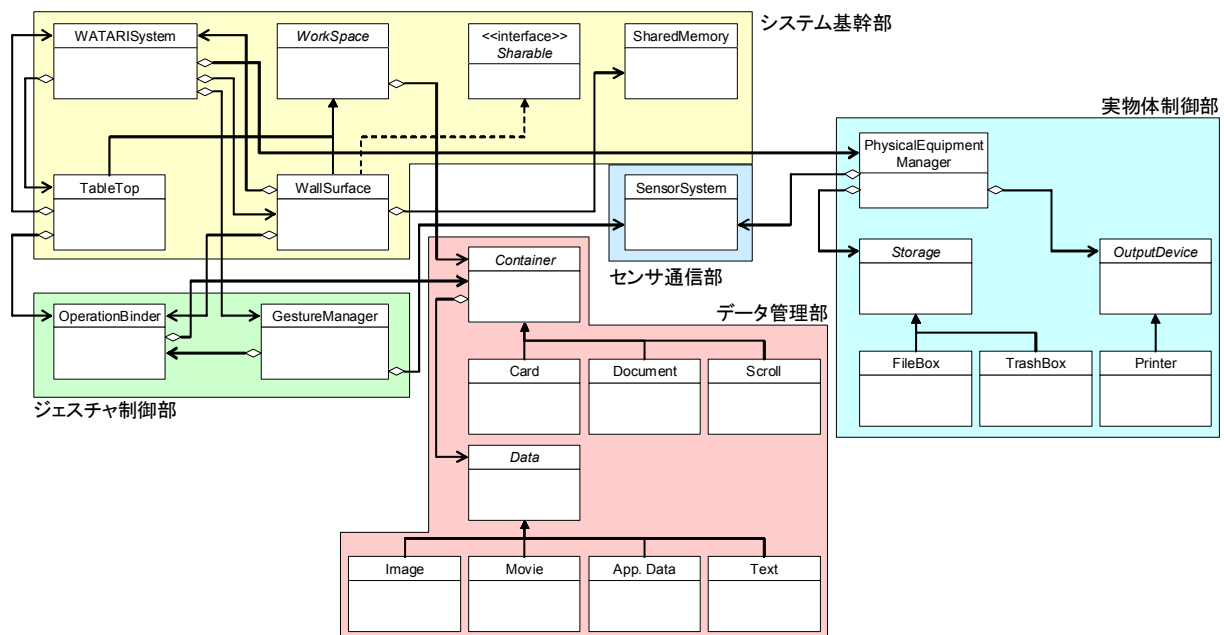 システム基幹部
WATARISystem
WorkSpace
<<interface>>
Sharable
SharedMemory
実物体制御部
PhysicalEquipment
Manager
TableTop
WallSurface
SensorSystem
センサ通信部
Storage
OutputDevice
Container
データ管理部
OperationBinder
GestureManager
ジェスチャ制御部
FileBox
TrashBox
Printer
Card
Document
Scroll
Data
Image
Movie
App. Data
Text